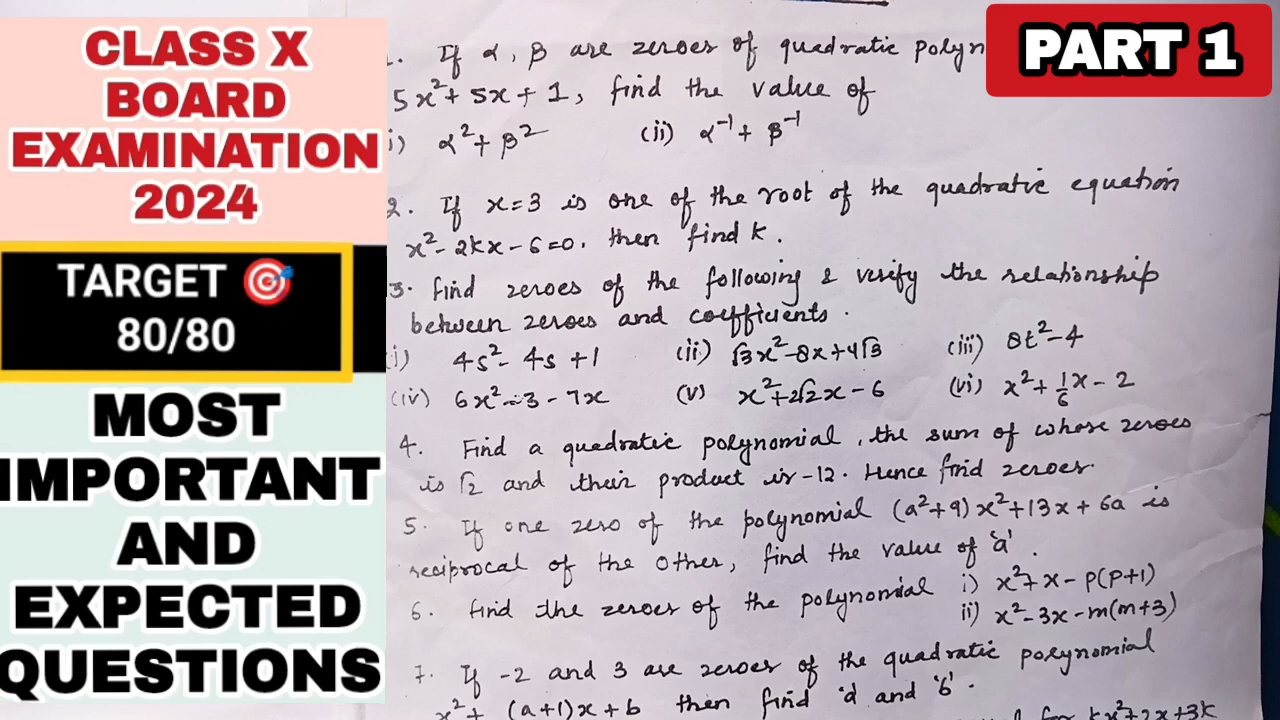 CLASS X
BOARD
EXAMINATION
2024
TARGET 🎯
80/80
MOST
IMPORTANT
AND
EXPECTED
QUESTIONS
PART 1
1. If α, β are zeroes of quadratic polyn
5x²+ 5x + 1, find the value of
i) α²+ β² (ii) α⁻¹+ β⁻¹
2. If x=3 is one of the root of the quadratic equation
x²- 2kx - 6=0. then find k.
3. Find zeroes of the following & verify the relationship
between zeroes and coefficients.
i) 4s²- 4s +1 (ii) √3x²-8x+4√3 (iii) 8t²-4
(iv) 6x²-3-7x (v) x²+2√2x-6 (vi) x²+1/6x-2
4. Find a quadratic polynomial, the sum of whose zeroes
is √2 and their product is -12. Hence find zeroes.
5. If one zero of the polynomial (a²+9)x²+13x+6a is
reciprocal of the other, find the value of 'a'.
6. Find the zeroes of the polynomial i) x²+x-p(p+1)
ii) x²-3x-m(m+3)
7. If -2 and 3 are zeroes of the quadratic polynomial
x²+ (a+1)x+b then find 'a' and 'b'.
for kx²+2x+3k